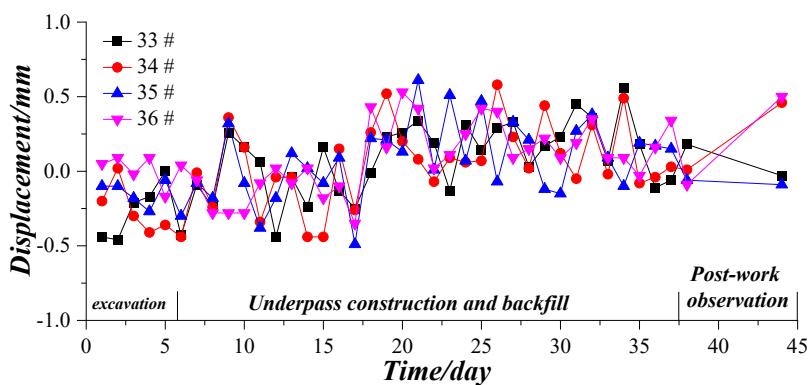 1.0
33 #
34 #
35 #
36 #
0.5
0.0
-0.5
-1.0
Displacement/mm
excavation
Underpass construction and backfill
Post-work
observation
0 5 10 15 20 25 30 35 40 45
Time/day